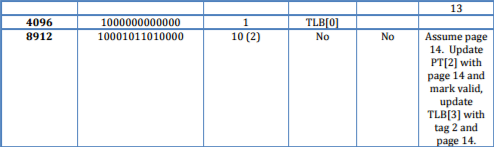 13
4096 1000000000000 1 TLB[0]
8912 10001011010000 10 (2) No No Assume page
14. Update
PT[2] with
page 14 and
mark valid,
update
TLB[3] with
tag 2 and
page 14.